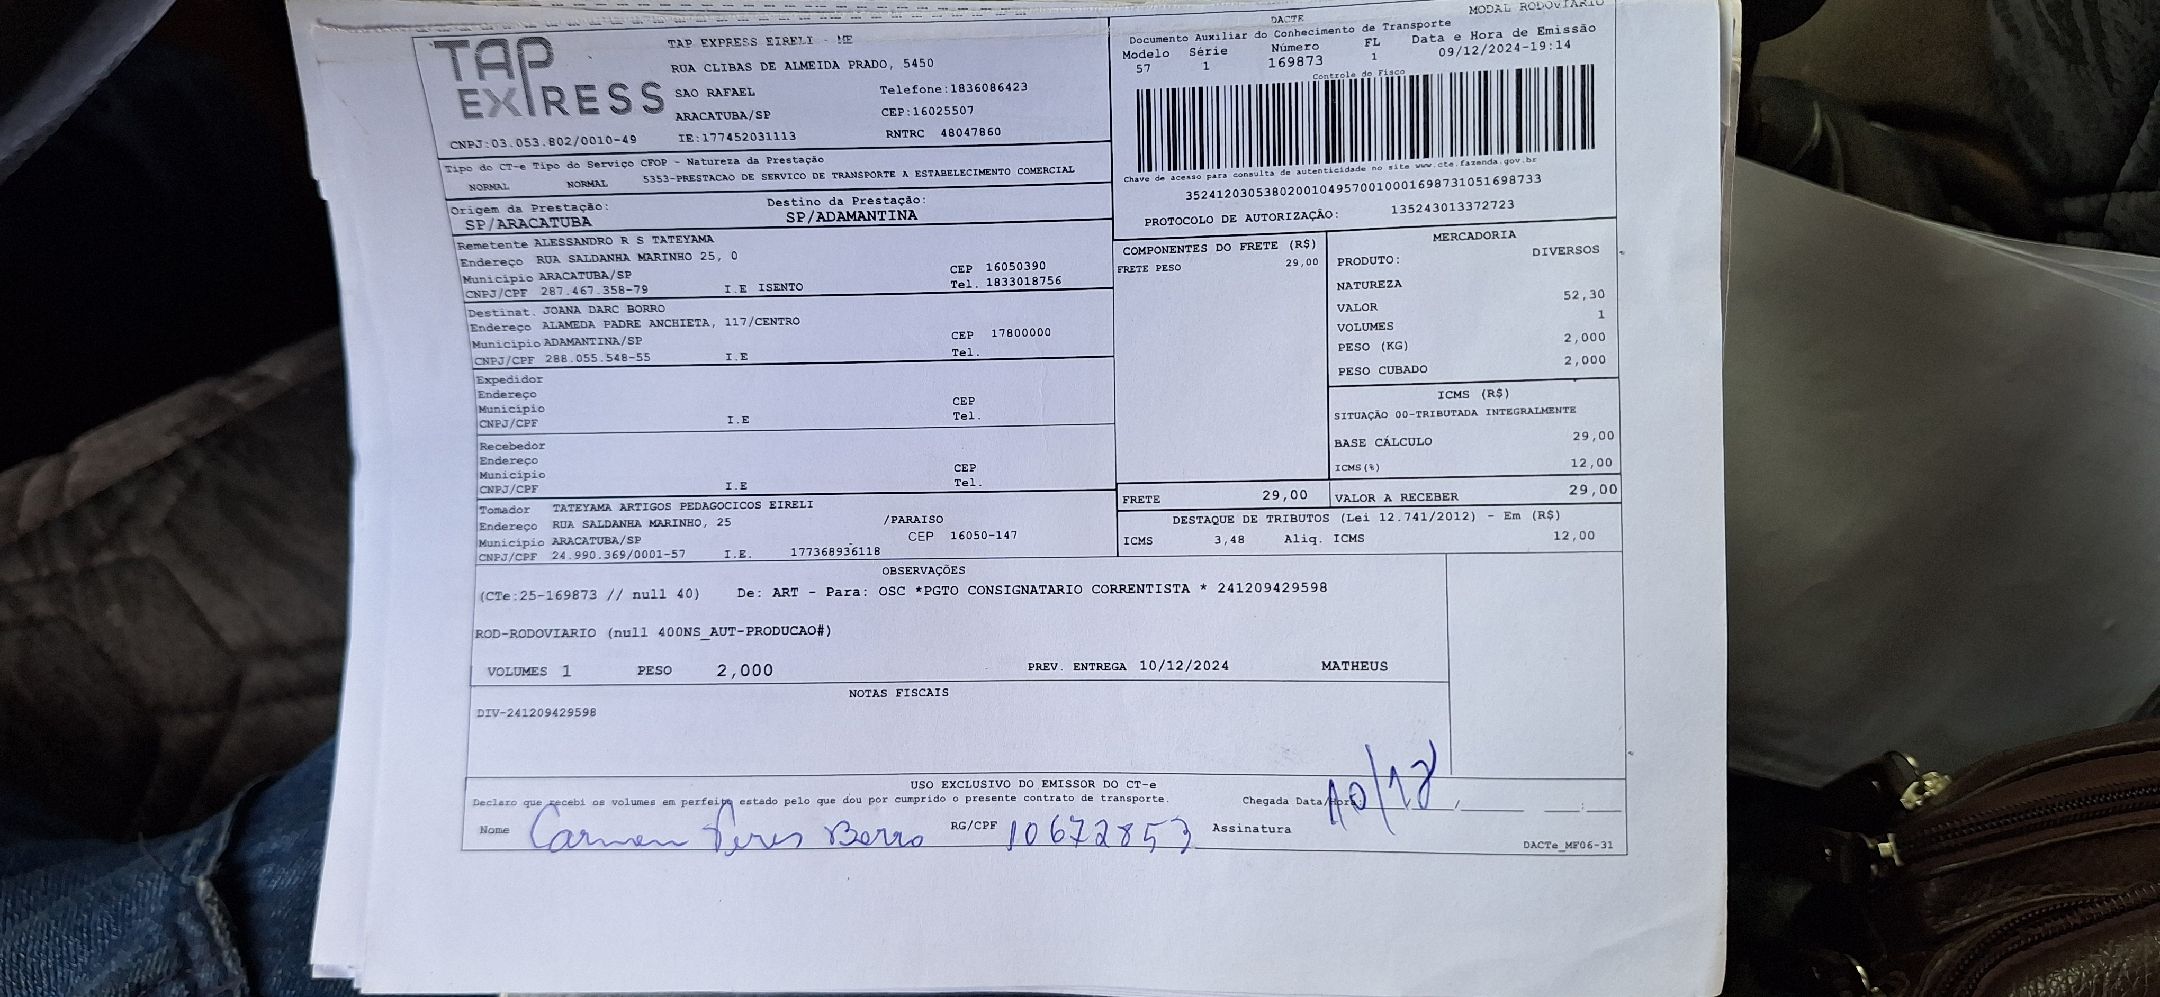 MODAL RODOVIARIO
TAP EXPRESS
TAP EXPRESS EIRELI - ME
RUA CLIBAS DE ALMEIDA PRADO, 5450
SAO RAFAEL Telefone:1836086423
ARACATUBA/SP CEP:16025507
CNPJ:03.053.802/0010-49 IE:177452031113 RNTRC 48047860
DACTE
Documento Auxiliar do Conhecimento de Transporte
Modelo Série Número FL Data e Hora de Emissão
57 1 169873 1 09/12/2024-19:14
Controle do Fisco
Chave de acesso para consulta de autenticidade no site www.cte.fazenda.gov.br
35241203053802001049570010001698731051698733
PROTOCOLO DE AUTORIZAÇÃO: 135243013372723
Tipo do CT-e Tipo do Serviço CFOP - Natureza da Prestação
NORMAL NORMAL 5353-PRESTACAO DE SERVICO DE TRANSPORTE A ESTABELECIMENTO COMERCIAL
Origem da Prestação: Destino da Prestação:
SP/ARACATUBA SP/ADAMANTINA
Remetente ALESSANDRO R S TATEYAMA
Endereço RUA SALDANHA MARINHO 25, 0
Município ARACATUBA/SP CEP 16050390
CNPJ/CPF 287.467.358-79 I.E ISENTO Tel. 1833018756
Destinat. JOANA DARC BORRO
Endereço ALAMEDA PADRE ANCHIETA, 117/CENTRO
Município ADAMANTINA/SP CEP 17800000
CNPJ/CPF 288.055.548-55 I.E Tel.
Expedidor
Endereço
Município CEP
CNPJ/CPF I.E Tel.
Recebedor
Endereço
Município CEP
CNPJ/CPF I.E Tel.
Tomador TATEYAMA ARTIGOS PEDAGOCICOS EIRELI
Endereço RUA SALDANHA MARINHO, 25 /PARAISO
Município ARACATUBA/SP CEP 16050-147
CNPJ/CPF 24.990.369/0001-57 I.E. 177368936118
COMPONENTES DO FRETE (R$)
FRETE PESO 29,00
MERCADORIA
PRODUTO: DIVERSOS
NATUREZA
VALOR 52,30
VOLUMES 1
PESO (KG) 2,000
PESO CUBADO 2,000
ICMS (R$)
SITUAÇÃO 00-TRIBUTADA INTEGRALMENTE
BASE CÁLCULO 29,00
ICMS(%) 12,00
FRETE 29,00 VALOR A RECEBER 29,00
DESTAQUE DE TRIBUTOS (Lei 12.741/2012) - Em (R$)
ICMS 3,48 Aliq. ICMS 12,00
OBSERVAÇÕES
(CTe:25-169873 // null 40) De: ART - Para: OSC *PGTO CONSIGNATARIO CORRENTISTA * 241209429598
ROD-RODOVIARIO (null 400NS_AUT-PRODUCAO#)
VOLUMES 1 PESO 2,000 PREV. ENTREGA 10/12/2024 MATHEUS
NOTAS FISCAIS
DIV-241209429598
USO EXCLUSIVO DO EMISSOR DO CT-e
Declaro que recebi os volumes em perfeito estado pelo que dou por cumprido o presente contrato de transporte. Chegada Data/Hora:
Nome Carmen Peres Borro RG/CPF 10672853 Assinatura
DACTe_MF06-31